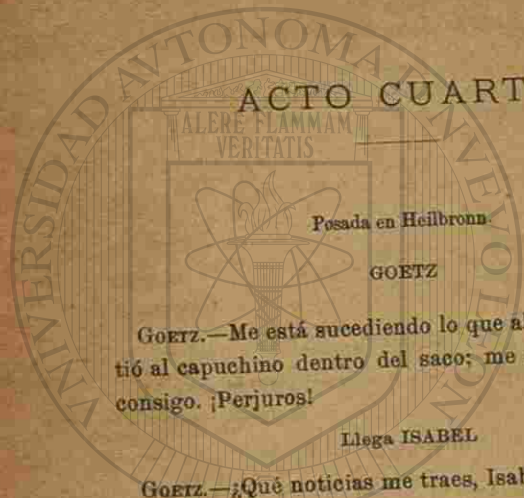 ACTO CUART
ALERE FLAMMAM
VERITATIS
Posada en Heilbronn.
GOETZ
GOETZ.—Me está sucediendo lo que al
tió al capuchino dentro del saco; me
consigo. ¡Perjuros!
Llega ISABEL
GOETZ.—¿Qué noticias me traes, Isab